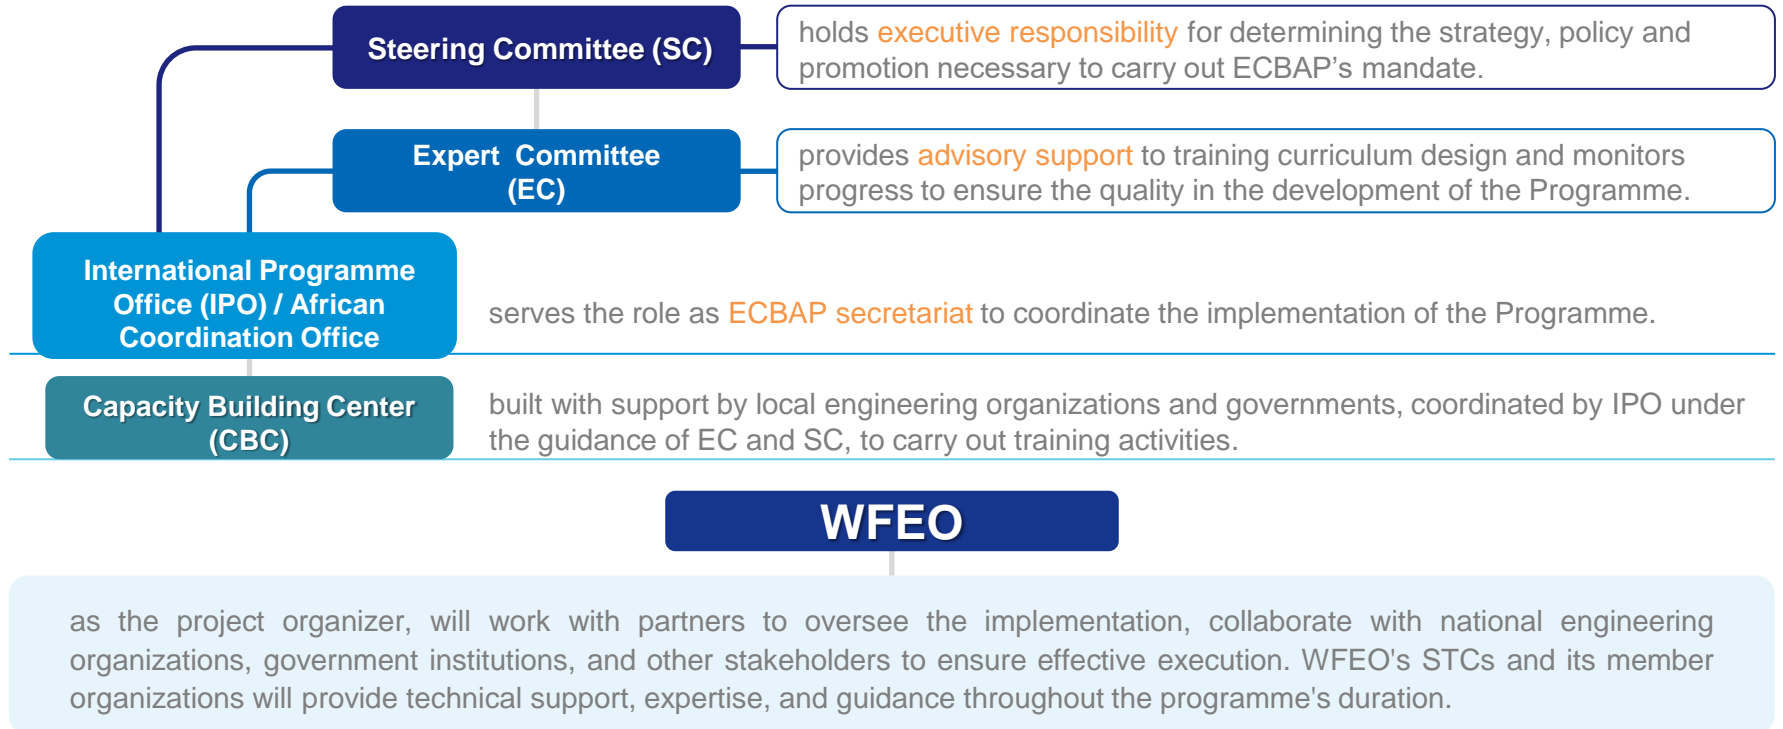 Steering Committee (SC)
holds executive responsibility for determining the strategy, policy and
promotion necessary to carry out ECBAP’s mandate.
Expert Committee
(EC)
provides advisory support to training curriculum design and monitors
progress to ensure the quality in the development of the Programme.
International Programme
Office (IPO) / African
Coordination Office
serves the role as ECBAP secretariat to coordinate the implementation of the Programme.
Capacity Building Center
(CBC)
built with support by local engineering organizations and governments, coordinated by IPO under
the guidance of EC and SC, to carry out training activities.
WFEO
as the project organizer, will work with partners to oversee the implementation, collaborate with national engineering
organizations, government institutions, and other stakeholders to ensure effective execution. WFEO's STCs and its member
organizations will provide technical support, expertise, and guidance throughout the programme's duration.